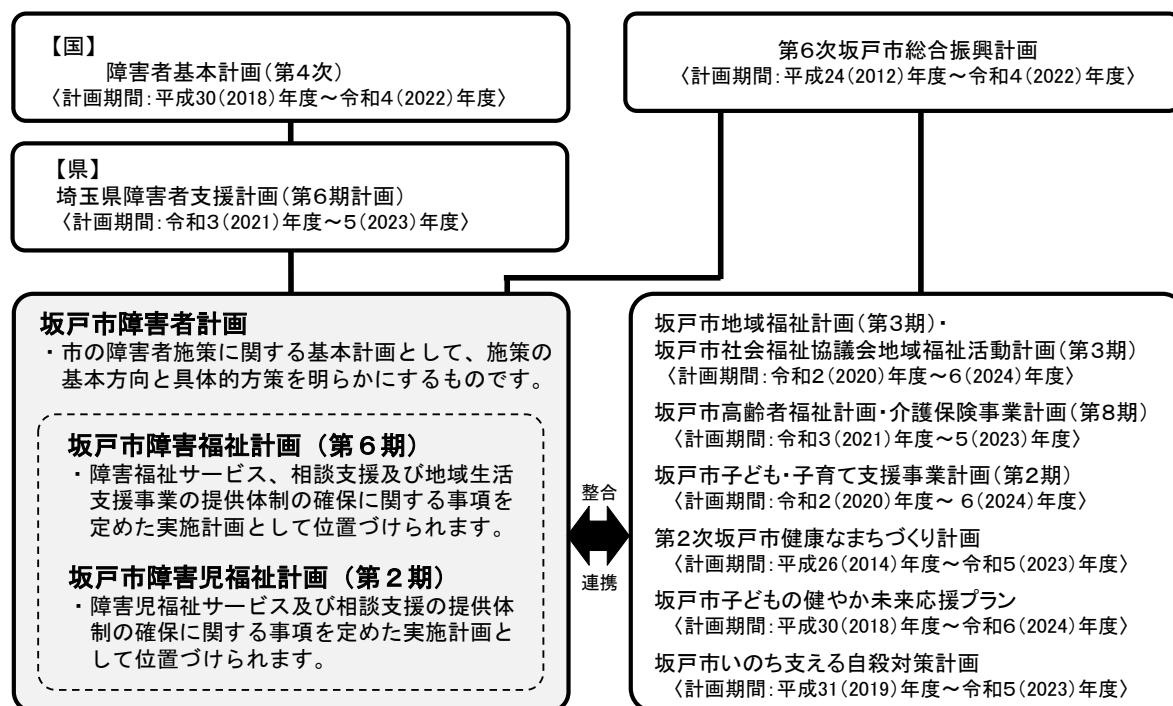 【国】
障害者基本計画（第４次）
〈計画期間：平成30（2018）年度～令和4（2022）年度〉
第６次坂戸市総合振興計画
〈計画期間：平成24（2012）年度～令和4（2022）年度〉
【県】
埼玉県障害者支援計画（第６期計画）
〈計画期間：令和３（2021）年度～５（2023）年度〉
坂戸市障害者計画
・市の障害者施策に関する基本計画として、施策の
基本方向と具体的方策を明らかにするものです。
坂戸市障害福祉計画（第６期）
・障害福祉サービス、相談支援及び地域生活
支援事業の提供体制の確保に関する事項を
定めた実施計画として位置づけられます。
坂戸市障害児福祉計画（第２期）
・障害児福祉サービス及び相談支援の提供体
制の確保に関する事項を定めた実施計画と
して位置づけられます。
整合
連携
坂戸市地域福祉計画（第３期）・
坂戸市社会福祉協議会地域福祉活動計画（第３期）
〈計画期間：令和２（2020）年度～６（2024）年度〉
坂戸市高齢者福祉計画・介護保険事業計画（第８期）
〈計画期間：令和３（2021）年度～５（2023）年度〉
坂戸市子ども・子育て支援事業計画（第２期）
〈計画期間：令和２（2020）年度～ ６（2024）年度〉
第２次坂戸市健康なまちづくり計画
〈計画期間：平成26（2014）年度～令和５（2023）年度〉
坂戸市子どもの健やか未来応援プラン
〈計画期間：平成30（2018）年度～令和６（2024）年度〉
坂戸市いのち支える自殺対策計画
〈計画期間：平成31（2019）年度～令和５（2023）年度〉